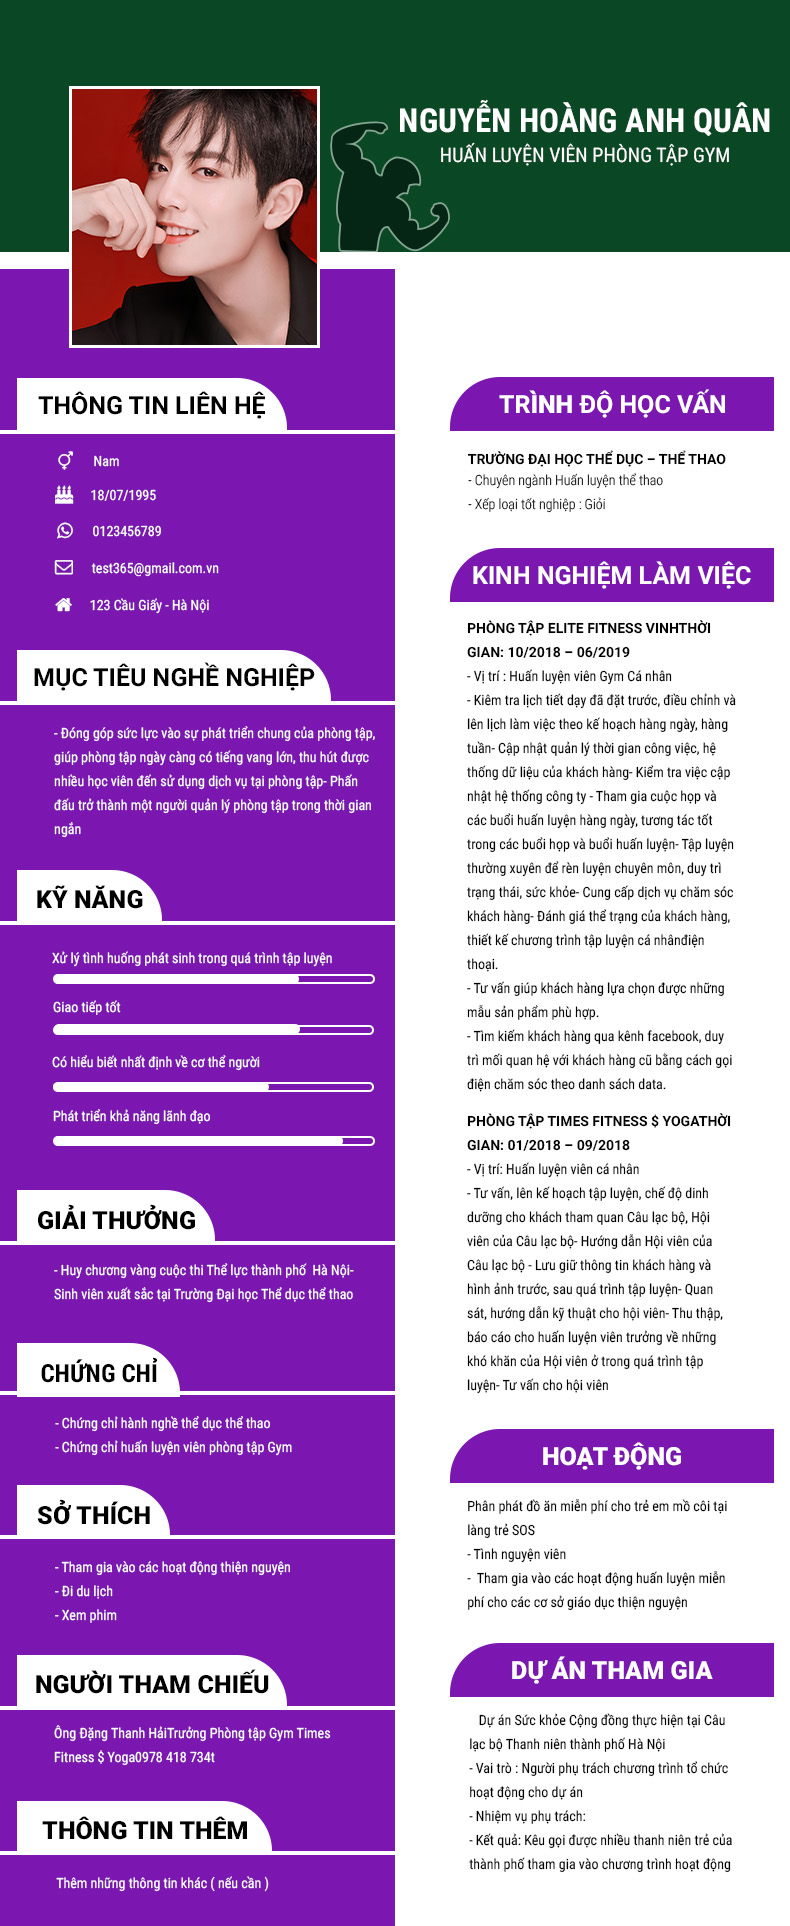 NGUYỄN HOÀNG ANH QUÂN
HUẤN LUYỆN VIÊN PHÒNG TẬP GYM
THÔNG TIN LIÊN HỆ
Nam
18/07/1995
0123456789
test365@gmail.com.vn
123 Cầu Giấy - Hà Nội
MỤC TIÊU NGHỀ NGHIỆP
- Đóng góp sức lực vào sự phát triển chung của phòng tập,
giúp phòng tập ngày càng có tiếng vang lớn, thu hút được
nhiều học viên đến sử dụng dịch vụ tại phòng tập- Phấn
đấu trở thành một người quản lý phòng tập trong thời gian
ngắn
KỸ NĂNG
Xử lý tình huống phát sinh trong quá trình tập luyện
Giao tiếp tốt
Có hiểu biết nhất định về cơ thể người
Phát triển khả năng lãnh đạo
GIẢI THƯỞNG
- Huy chương vàng cuộc thi Thể lực thành phố  Hà Nội-
Sinh viên xuất sắc tại Trường Đại học Thể dục thể thao
CHỨNG CHỈ
- Chứng chỉ hành nghề thể dục thể thao
- Chứng chỉ huấn luyện viên phòng tập Gym
SỞ THÍCH
- Tham gia vào các hoạt động thiện nguyện
- Đi du lịch
- Xem phim
NGƯỜI THAM CHIẾU
Ông Đặng Thanh HảiTrưởng Phòng tập Gym Times
Fitness $ Yoga0978 418 734t
THÔNG TIN THÊM
Thêm những thông tin khác ( nếu cần )
TRÌNH ĐỘ HỌC VẤN
TRƯỜNG ĐẠI HỌC THỂ DỤC – THỂ THAO
- Chuyên ngành Huấn luyện thể thao
- Xếp loại tốt nghiệp : Giỏi
KINH NGHIỆM LÀM VIỆC
PHÒNG TẬP ELITE FITNESS VINHTHỜI
GIAN: 10/2018 – 06/2019
- Vị trí : Huấn luyện viên Gym Cá nhân
- Kiêm tra lịch tiết dạy đã đặt trước, điều chỉnh và
lên lịch làm việc theo kế hoạch hàng ngày, hàng
tuần- Cập nhật quản lý thời gian công việc, hệ
thống dữ liệu của khách hàng- Kiểm tra việc cập
nhật hệ thống công ty - Tham gia cuộc họp và
các buổi huấn luyện hàng ngày, tương tác tốt
trong các buổi họp và buổi huấn luyện- Tập luyện
thường xuyên để rèn luyện chuyên môn, duy trì
trạng thái, sức khỏe- Cung cấp dịch vụ chăm sóc
khách hàng- Đánh giá thể trạng của khách hàng,
thiết kế chương trình tập luyện cá nhânđiện
thoại.
- Tư vấn giúp khách hàng lựa chọn được những
mẫu sản phẩm phù hợp.
- Tìm kiếm khách hàng qua kênh facebook, duy
trì mối quan hệ với khách hàng cũ bằng cách gọi
điện chăm sóc theo danh sách data.
PHÒNG TẬP TIMES FITNESS $ YOGATHỜI
GIAN: 01/2018 – 09/2018
- Vị trí: Huấn luyện viên cá nhân
- Tư vấn, lên kế hoạch tập luyện, chế độ dinh
dưỡng cho khách tham quan Câu lạc bộ, Hội
viên của Câu lạc bộ- Hướng dẫn Hội viên của
Câu lạc bộ - Lưu giữ thông tin khách hàng và
hình ảnh trước, sau quá trình tập luyện- Quan
sát, hướng dẫn kỹ thuật cho hội viên- Thu thập,
báo cáo cho huấn luyện viên trưởng về những
khó khăn của Hội viên ở trong quá trình tập
luyện- Tư vấn cho hội viên
HOẠT ĐỘNG
Phân phát đồ ăn miễn phí cho trẻ em mồ côi tại
làng trẻ SOS
- Tình nguyện viên
-  Tham gia vào các hoạt động huấn luyện miễn
phí cho các cơ sở giáo dục thiện nguyện
DỰ ÁN THAM GIA
Dự án Sức khỏe Cộng đồng thực hiện tại Câu
lạc bộ Thanh niên thành phố Hà Nội
- Vai trò : Người phụ trách chương trình tổ chức
hoạt động cho dự án
- Nhiệm vụ phụ trách:
- Kết quả: Kêu gọi được nhiều thanh niên trẻ của
thành phố tham gia vào chương trình hoạt động